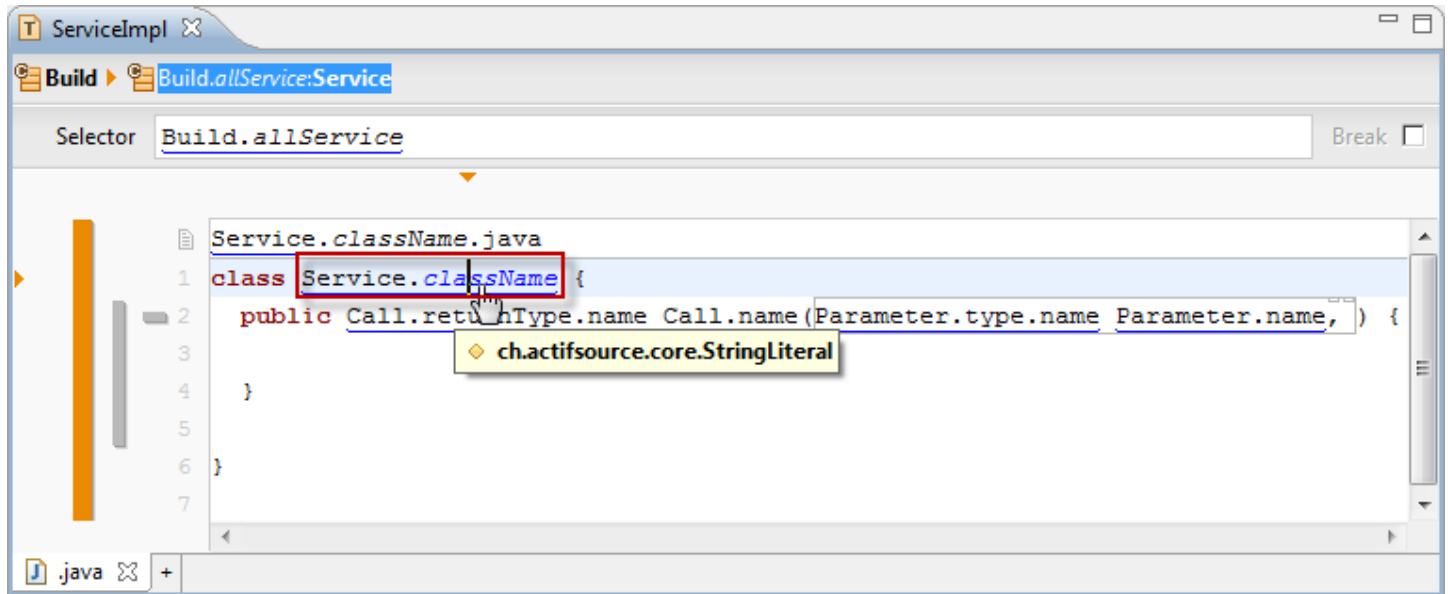 ServiceImpl
Build Build.allService:Service
Selector Build.allService Break
Service.className.java
1 class Service.className {
2 public Call.returnType.name Call.name(Parameter.type.name Parameter.name, ) {
ch.actifsource.core.StringLiteral
3
4 }
5
6 }
7
.java +